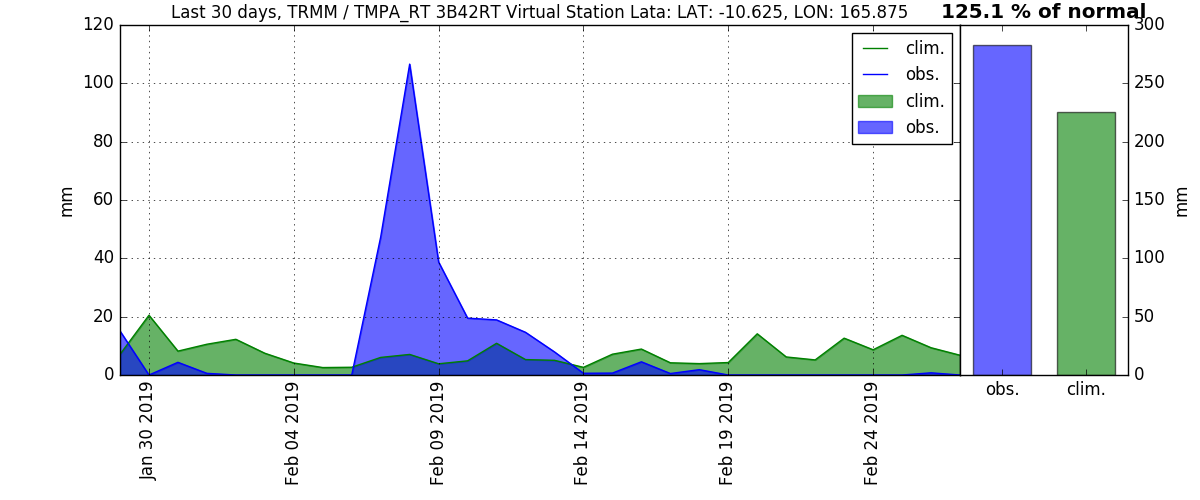 Last 30 days, TRMM / TMPA_RT 3B42RT Virtual Station Lata: LAT: -10.625, LON: 165.875
125.1 % of normal
120
100
80
60
40
20
0
mm
clim.
obs.
clim.
obs.
Jan 30 2019
Feb 04 2019
Feb 09 2019
Feb 14 2019
Feb 19 2019
Feb 24 2019
300
250
200
150
100
50
0
mm
obs.
clim.